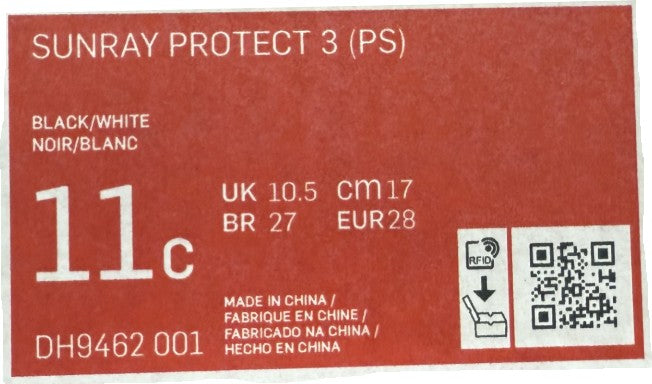 SUNRAY PROTECT 3 (PS)
BLACK/WHITE
NOIR/BLANC
11c
UK 10.5 cm 17
BR 27 EUR 28
RFID
DH9462 001
MADE IN CHINA /
FABRIQUE EN CHINE /
FABRICADO NA CHINA /
HECHO EN CHINA